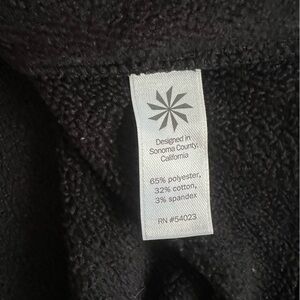 Designed in
Sonoma County,
California
65% polyester,
32% cotton,
3% spandex
RN #54023